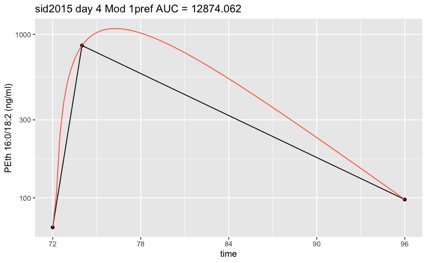 sid2015 day 4 Mod 1pref AUC = 12874.062
1000
300
100
PEth 16:0/18:2 (ng/ml)
72 78 84 90 96
time